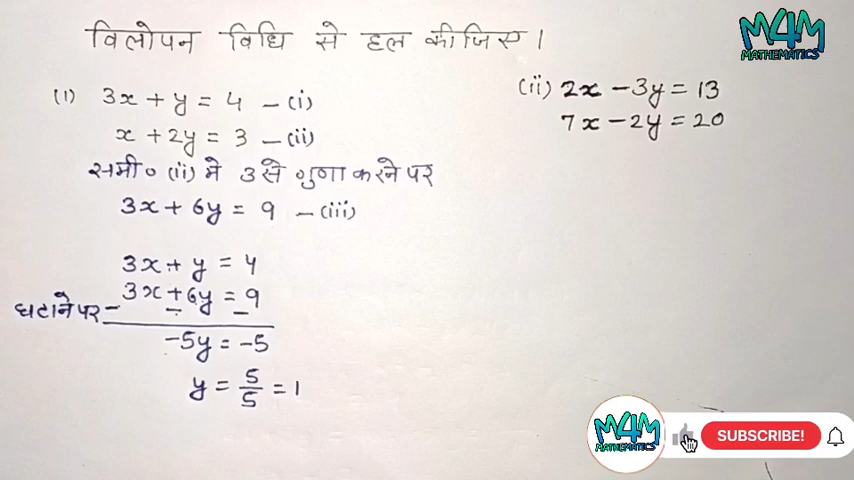 विलोपन विधि से हल कीजिए।
(1) 3x + y = 4 – (i)
x + 2y = 3 – (ii)
समी० (ii) मे 3 से गुणा करने पर
3x + 6y = 9 – (iii)
3x + y = 4
3x + 6y = 9
घटाने पर – – –
-5y = -5
y = 5/5 = 1
(ii) 2x - 3y = 13
7x - 2y = 20
M4M
MATHEMATICS
M4M
MATHEMATICS
SUBSCRIBE!